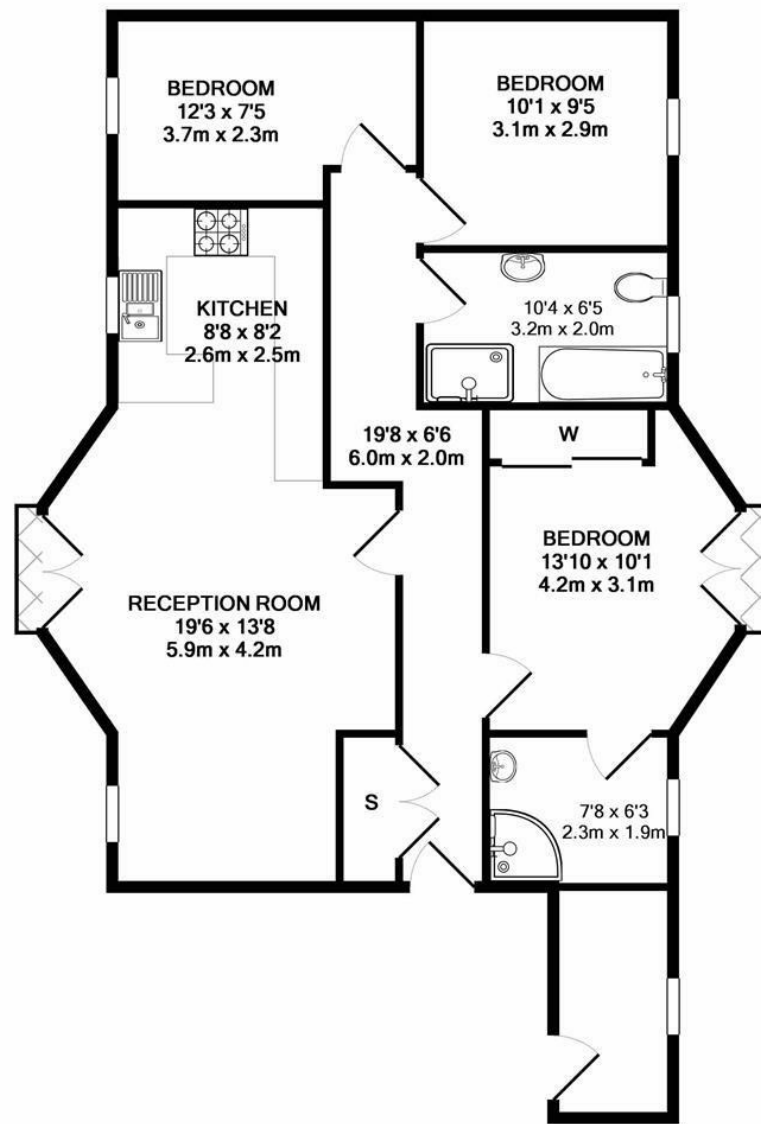 BEDROOM
12'3 x 7'5
3.7m x 2.3m
BEDROOM
10'1 x 9'5
3.1m x 2.9m
KITCHEN
8'8 x 8'2
2.6m x 2.5m
10'4 x 6'5
3.2m x 2.0m
19'8 x 6'6
6.0m x 2.0m
W
BEDROOM
13'10 x 10'1
4.2m x 3.1m
RECEPTION ROOM
19'6 x 13'8
5.9m x 4.2m
S
7'8 x 6'3
2.3m x 1.9m